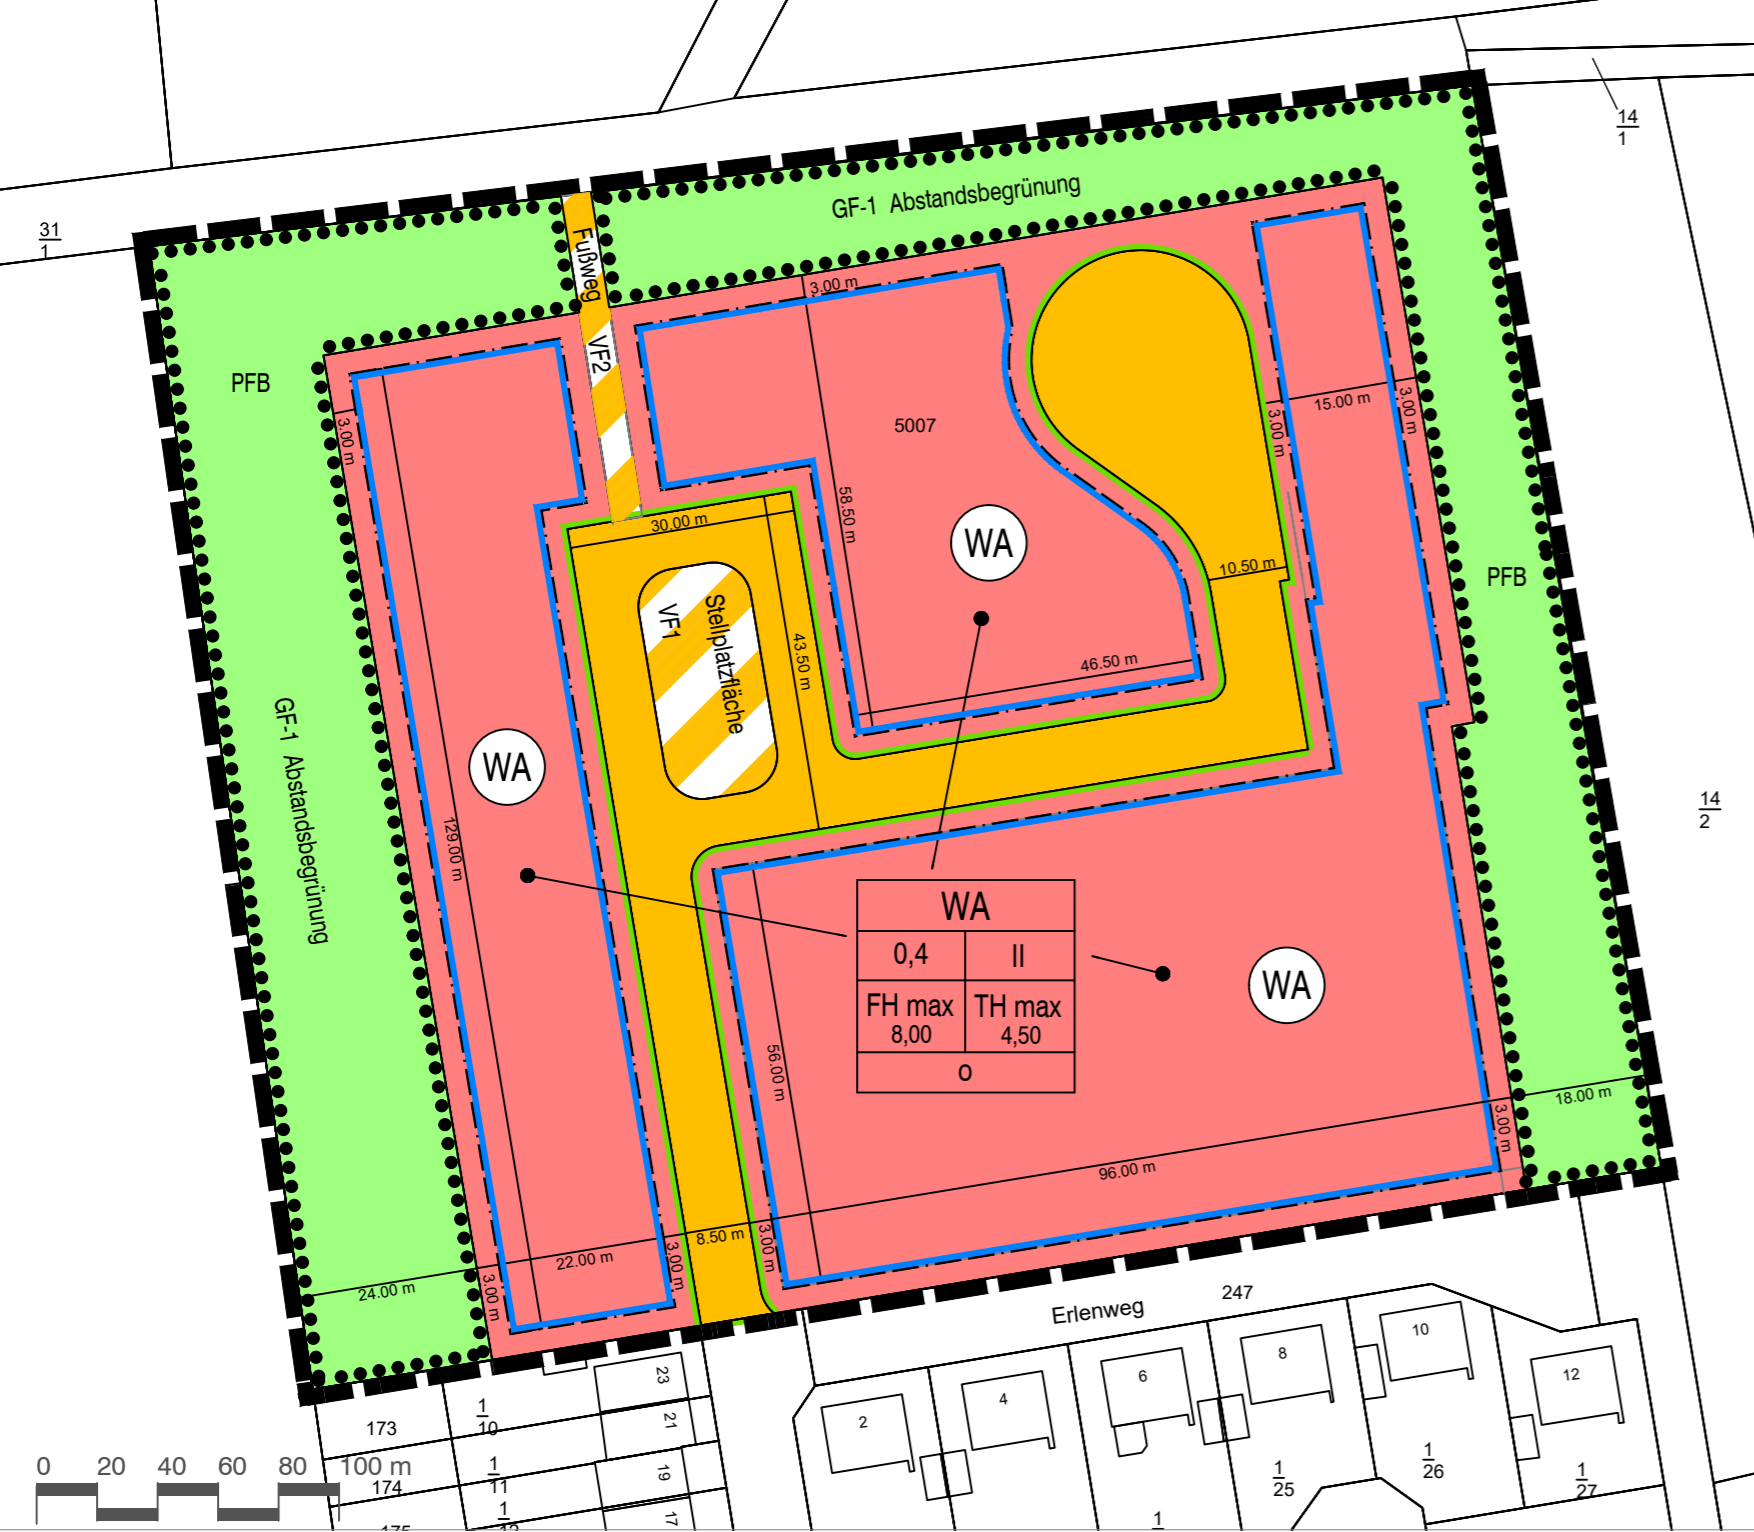 14
1
31
1
GF-1 Abstandsbegrünung
Fußweg
VF2
3.00 m
PFB
3.00 m
5007
15.00 m
3.00 m
3.00 m
30.00 m
58.50 m
WA
10.50 m
PFB
Stellplatzfläche
VF1
43.50 m
46.50 m
GF-1 Abstandsbegrünung
WA
129.00 m
14
2
WA
0,4
II
FH max
8,00
TH max
4,50
o
WA
56.00 m
18.00 m
3.00 m
96.00 m
8.50 m
3.00 m
3.00 m
22.00 m
3.00 m
24.00 m
Erlenweg
247
23
21
19
17
2
4
6
8
10
12
173
174
1
10
1
11
1
1
1
25
1
26
1
27
0 20 40 60 80 100 m